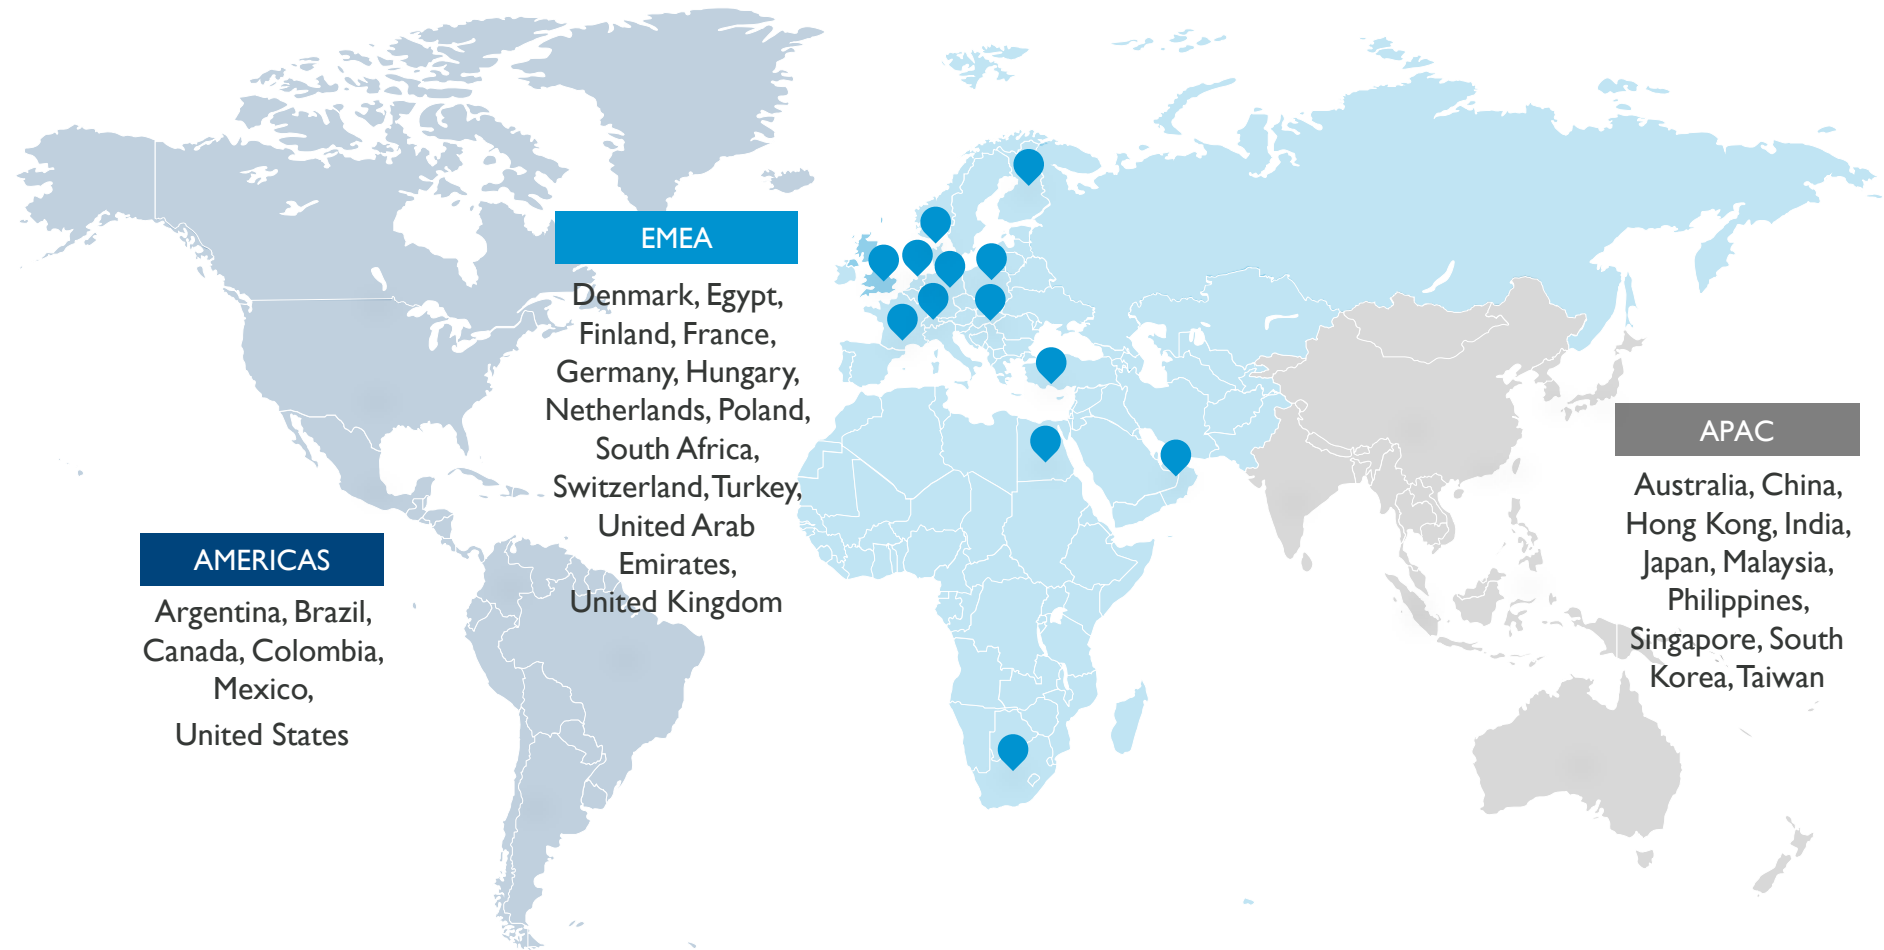 EMEA
Denmark, Egypt,
Finland, France,
Germany, Hungary,
Netherlands, Poland,
South Africa,
Switzerland, Turkey,
United Arab
Emirates,
United Kingdom
APAC
Australia, China,
Hong Kong, India,
Japan, Malaysia,
Philippines,
Singapore, South
Korea, Taiwan
AMERICAS
Argentina, Brazil,
Canada, Colombia,
Mexico,
United States